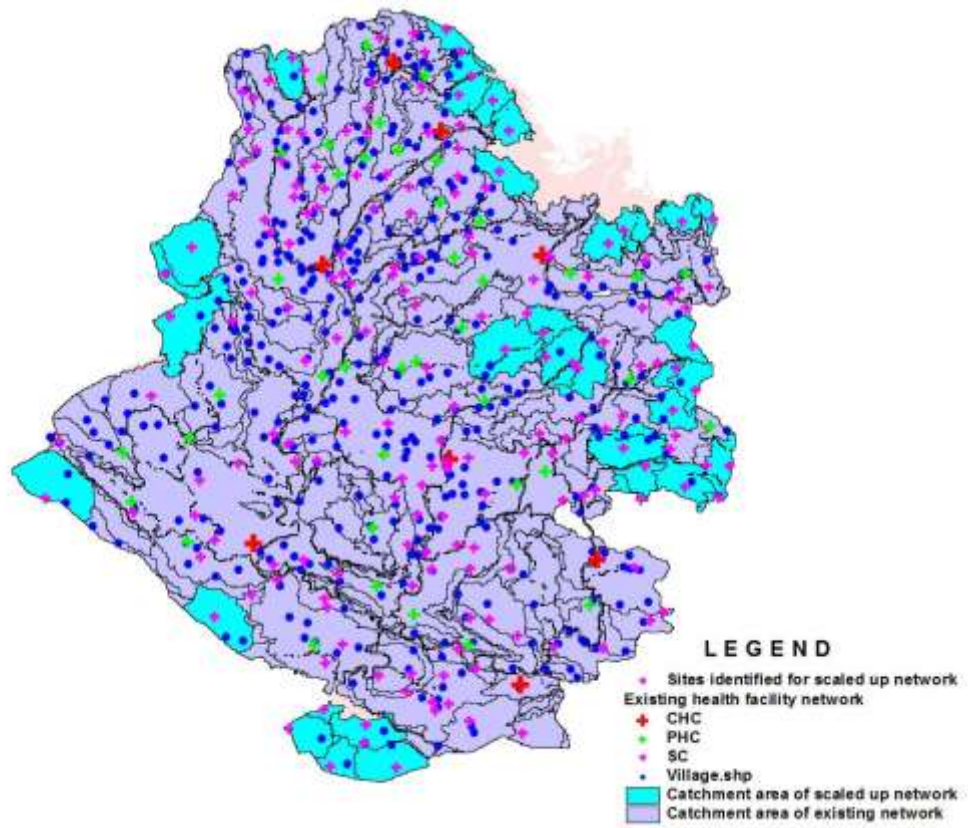 LEGEND
Sites identified for scaled up network
Existing health facility network
CHC
PHC
SC
Village.shp
Catchment area of scaled up network
Catchment area of existing network